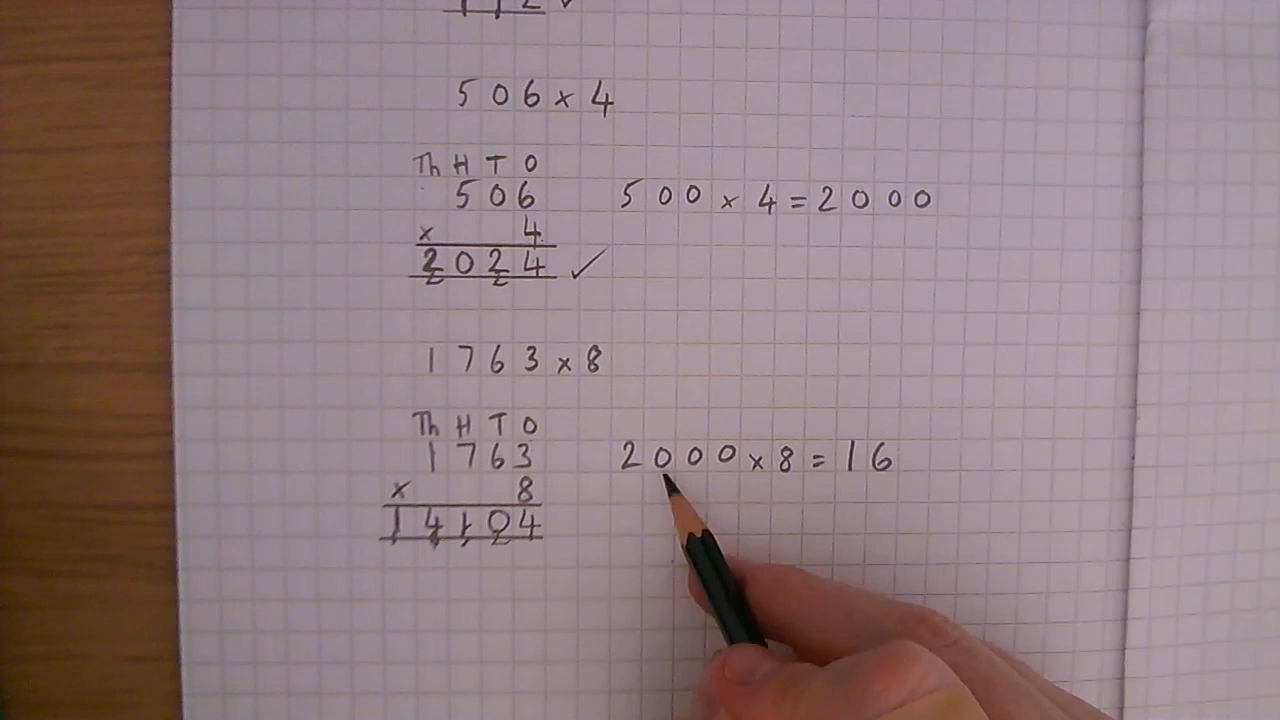 506 x 4
Th H T O
506 500 x 4 = 2000
x 4
2024 ✓
2 2
1763 x 8
Th H T O
1763 2000 x 8 = 16
x 8
14104